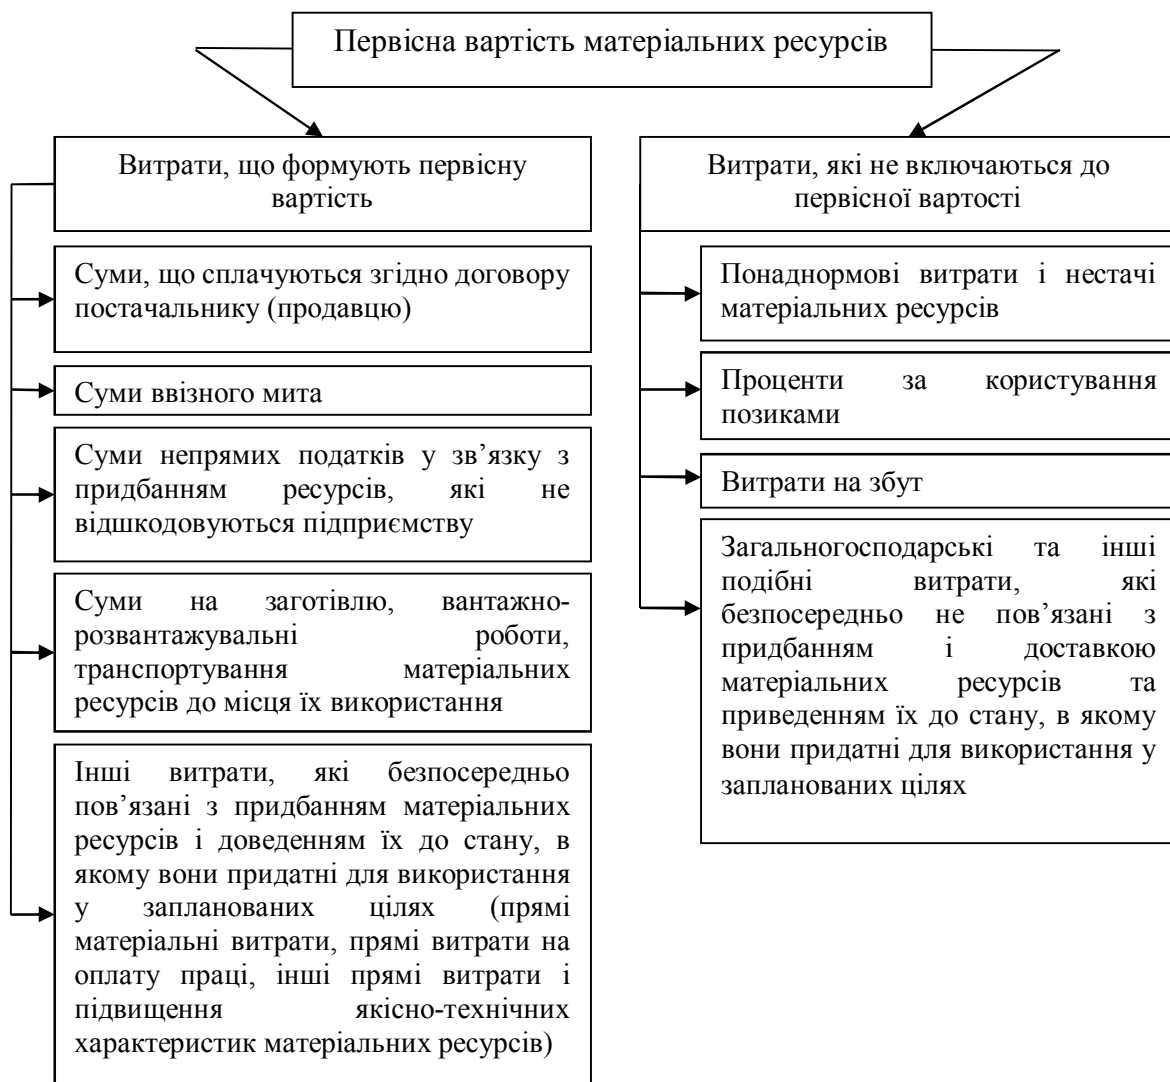 Первісна вартість матеріальних ресурсів
Витрати, що формують первісну
вартість
Суми, що сплачуються згідно договору
постачальнику (продавцю)
Суми ввізного мита
Суми непрямих податків у зв’язку з
придбанням ресурсів, які не
відшкодовуються підприємству
Суми на заготівлю, вантажно-
розвантажувальні роботи,
транспортування матеріальних
ресурсів до місця їх використання
Інші витрати, які безпосередньо
пов’язані з придбанням матеріальних
ресурсів і доведенням їх до стану, в
якому вони придатні для використання
у запланованих цілях (прямі
матеріальні витрати, прямі витрати на
оплату праці, інші прямі витрати і
підвищення якісно-технічних
характеристик матеріальних ресурсів)
Витрати, які не включаються до
первісної вартості
Понаднормові витрати і нестачі
матеріальних ресурсів
Проценти за користування
позиками
Витрати на збут
Загальногосподарські та інші
подібні витрати, які
безпосередньо не пов’язані з
придбанням і доставкою
матеріальних ресурсів та
приведенням їх до стану, в якому
вони придатні для використання у
запланованих цілях